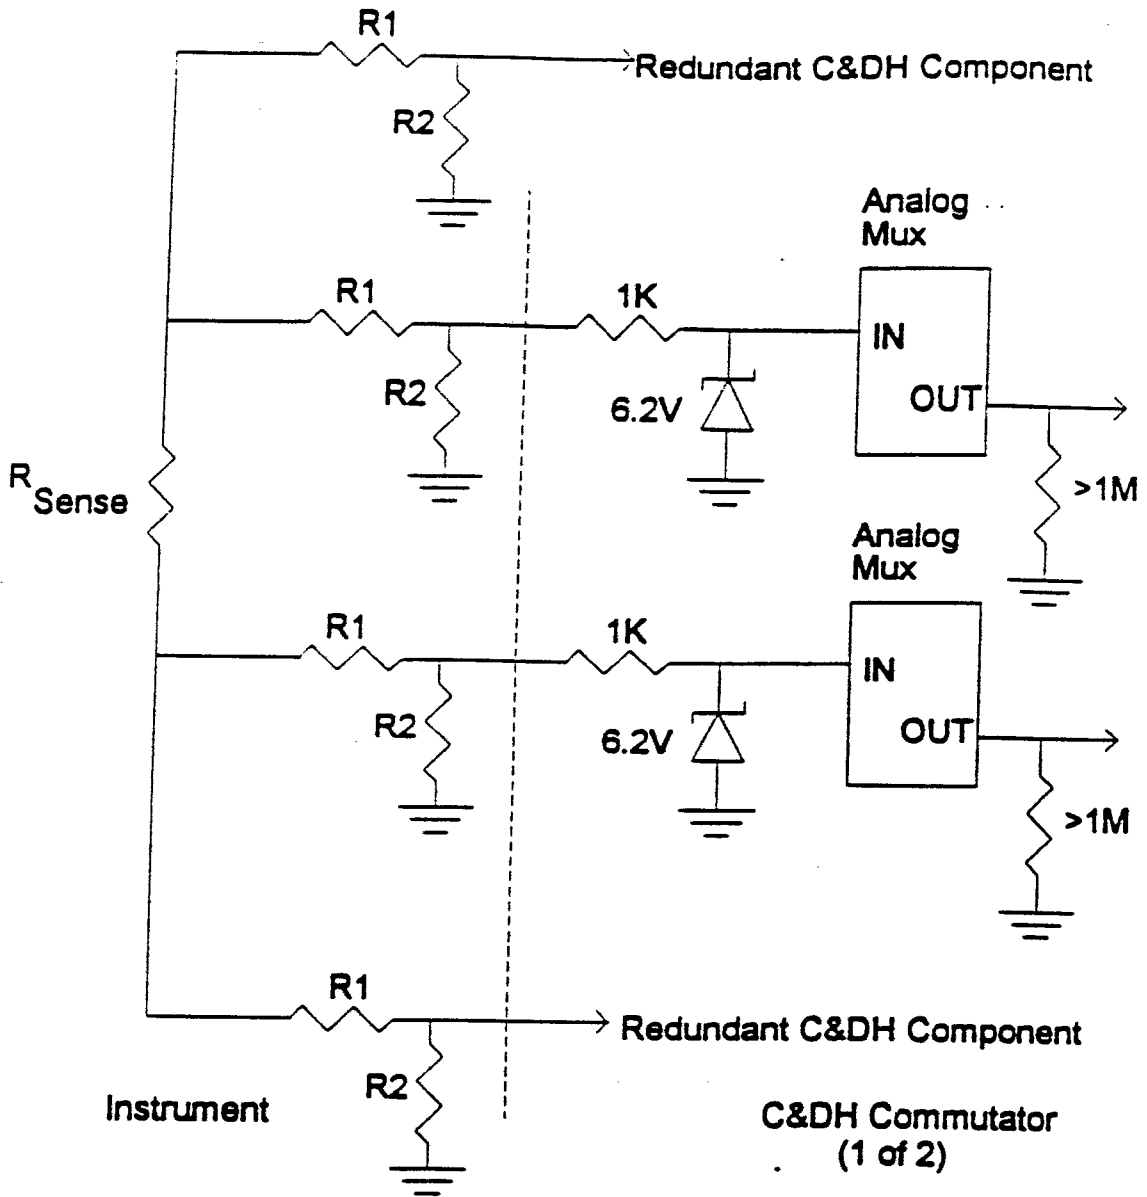 R1
Redundant C&DH Component
R2
Analog
Mux
R1
1K
IN
R2
6.2V
OUT
R
Sense
>1M
Analog
Mux
R1
1K
IN
R2
6.2V
OUT
>1M
R1
Redundant C&DH Component
R2
Instrument
C&DH Commutator
(1 of 2)